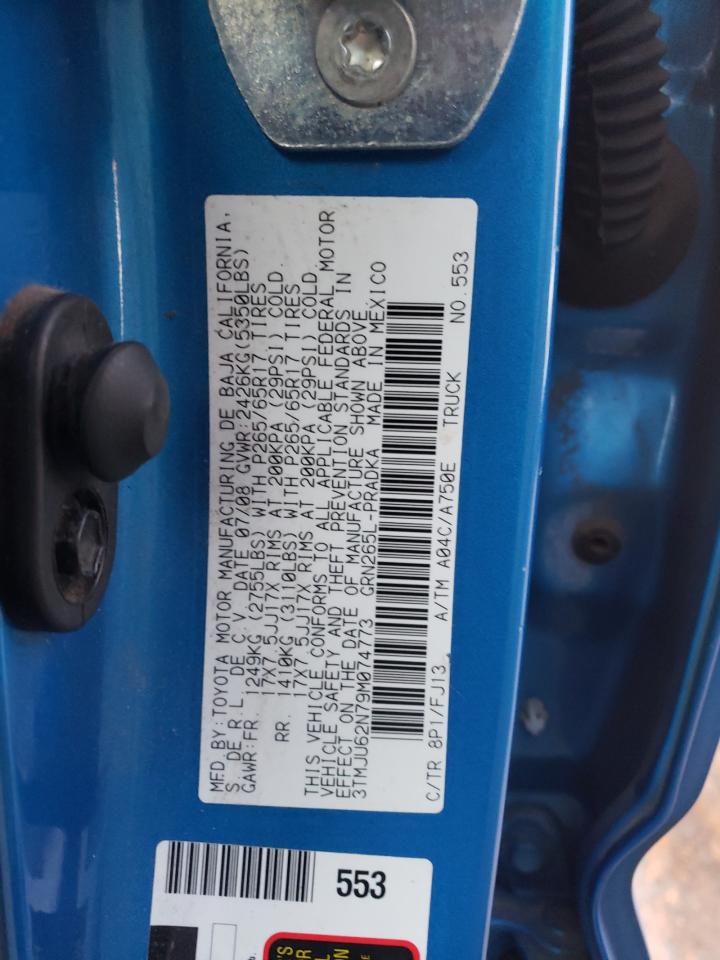 MFD BY:TOYOTA MOTOR MANUFACTURING DE BAJA CALIFORNIA,
S. DE R.L. DE C.V. DATE 07/08 GVWR:2426KG(5350LBS)
GAWR:FR. 1249KG (2755LBS) WITH P265/65R17 TIRES
17X7.5JJ17X RIMS AT 200KPA (29PSI) COLD
RR. 1410KG (3110LBS) WITH P265/65R17 TIRES
17X7.5JJ17X RIMS AT 200KPA (29PSI) COLD
THIS VEHICLE CONFORMS TO ALL APPLICABLE FEDERAL MOTOR
VEHICLE SAFETY AND THEFT PREVENTION STANDARDS IN
EFFECT ON THE DATE OF MANUFACTURE SHOWN ABOVE.
3TMJU62N79M074773 GRN265L-PRADKA MADE IN MEXICO
C/TR 8P1/FJ13 A/TM A04C/A750E TRUCK NO. 553
553